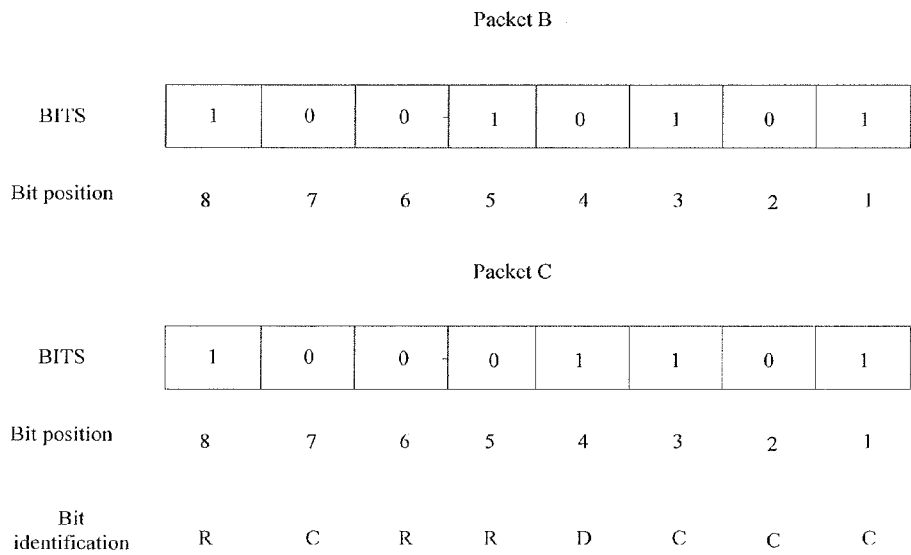 Packet B
BITS 1 0 0 1 0 1 0 1
Bit position 8 7 6 5 4 3 2 1
Packet C
BITS 1 0 0 0 1 1 0 1
Bit position 8 7 6 5 4 3 2 1
Bit
identification R C R R D C C C